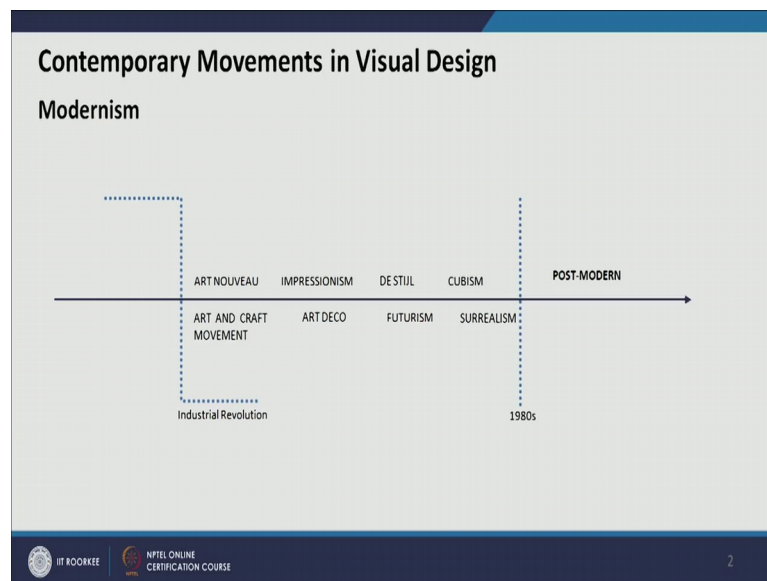 Contemporary Movements in Visual Design
Modernism
ART NOUVEAU IMPRESSIONISM DE STIJL CUBISM POST-MODERN
ART AND CRAFT MOVEMENT ART DECO FUTURISM SURREALISM
Industrial Revolution 1980s
IIT ROORKEE NPTEL ONLINE CERTIFICATION COURSE 2